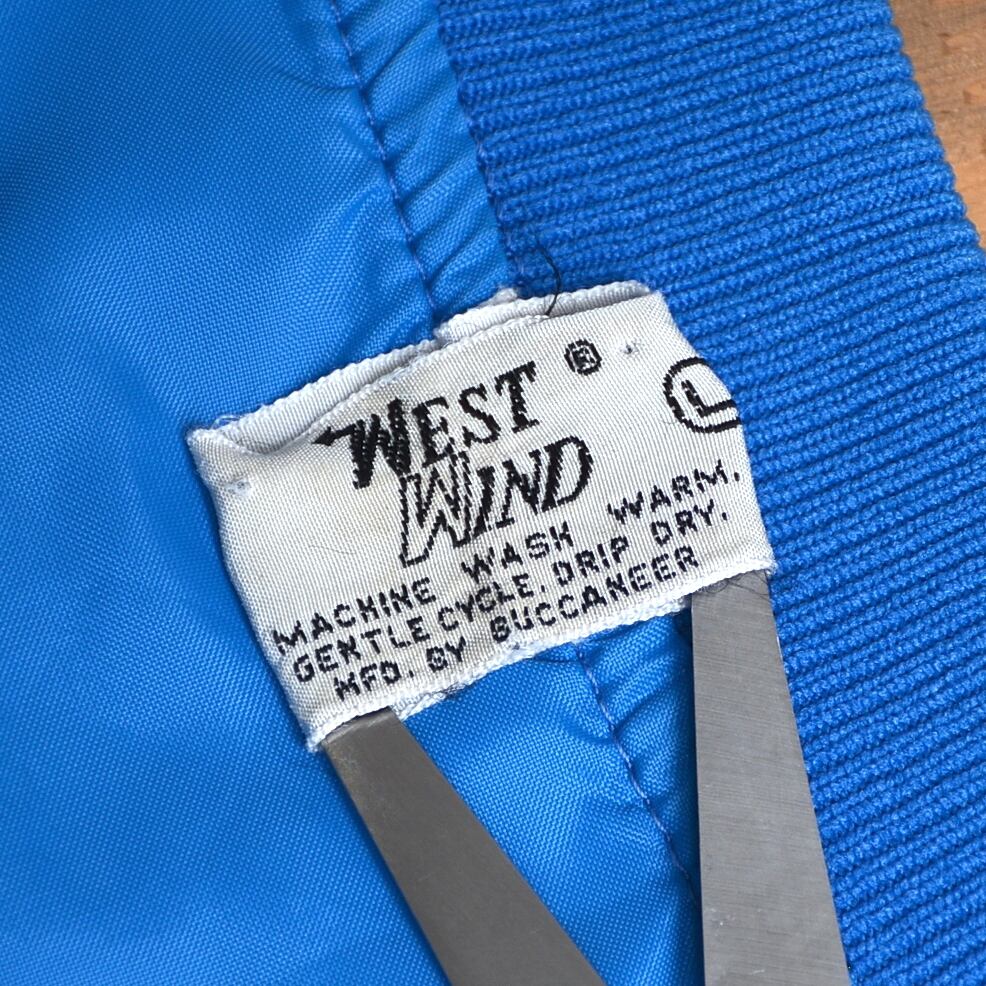 WEST ®
WIND
L
MACHINE WASH WARM,
GENTLE CYCLE, DRIP DRY.
MFD. BY BUCCANEER